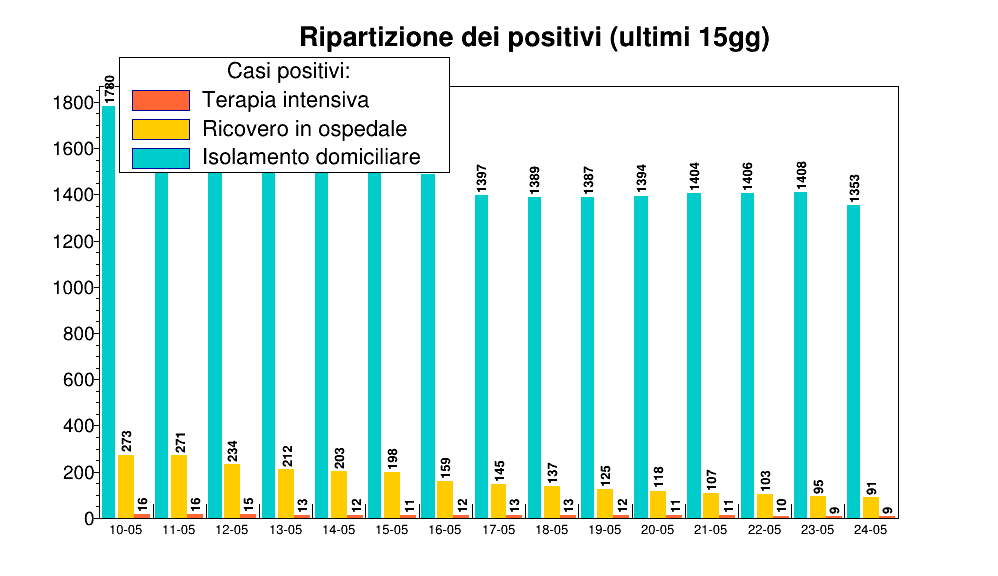 Ripartizione dei positivi (ultimi 15gg)
Casi positivi:
Terapia intensiva
Ricovero in ospedale
Isolamento domiciliare
1800
1600
1400
1200
1000
800
600
400
200
0
1780 273 16
271 16
234 15
212 13
203 12
198 11
159 12
1397 145 13
1389 137 13
1387 125 12
1394 118 11
1404 107 11
1406 103 10
1408 95 9
1353 91 9
10-05 11-05 12-05 13-05 14-05 15-05 16-05 17-05 18-05 19-05 20-05 21-05 22-05 23-05 24-05